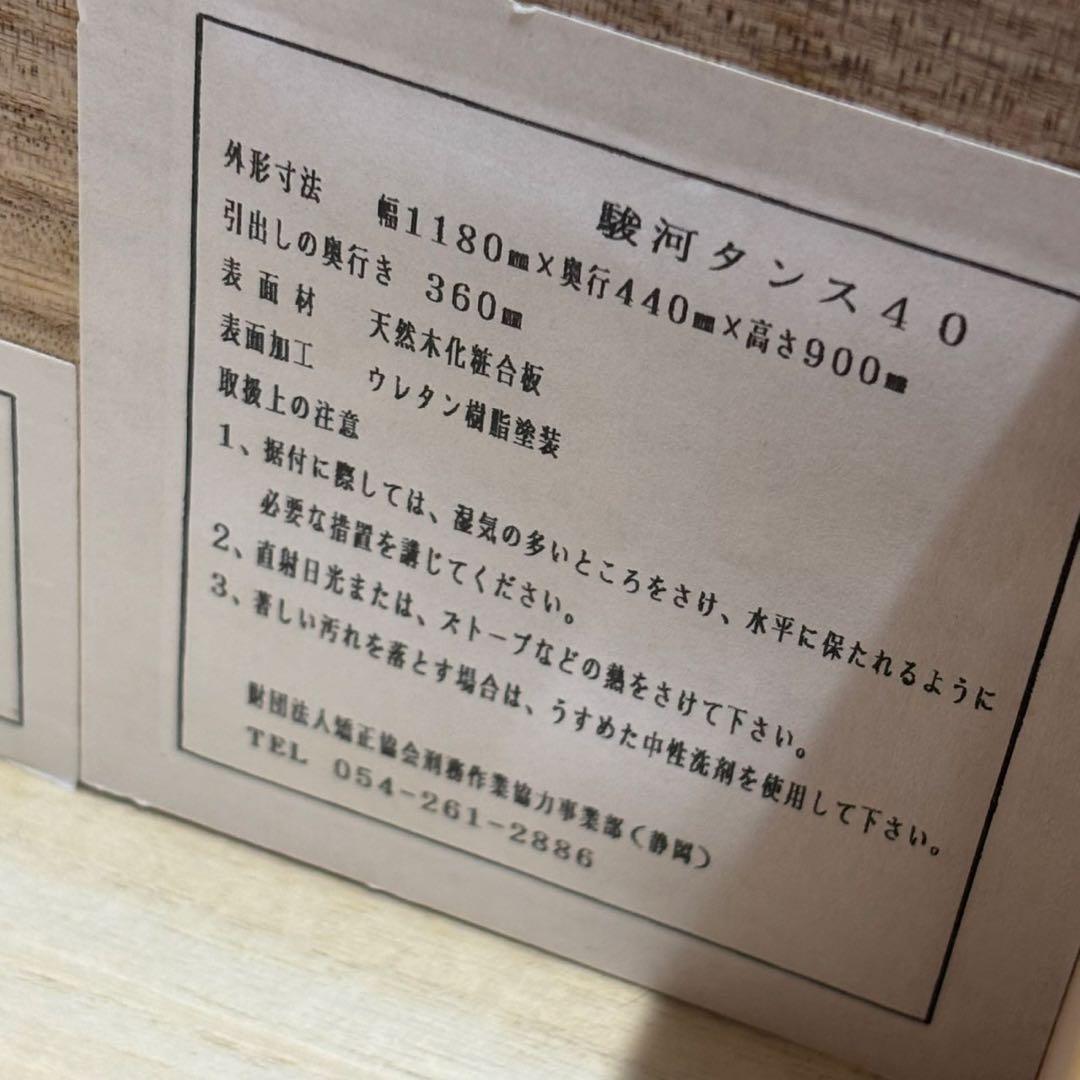 駿河タンス40
外形寸法 幅1180㎜×奥行440㎜×高さ900㎜
引出しの奥行き 360㎜
表面材 天然木化粧合板
表面加工 ウレタン樹脂塗装
取扱上の注意
1、据付に際しては、湿気の多いところをさけ、水平に保たれるように
必要な措置を講じてください。
2、直射日光または、ストーブなどの熱をさけて下さい。
3、著しい汚れを落とす場合は、うすめた中性洗剤を使用して下さい。
財団法人矯正協会刑務作業協力事業部(静岡)
TEL 054-261-2886